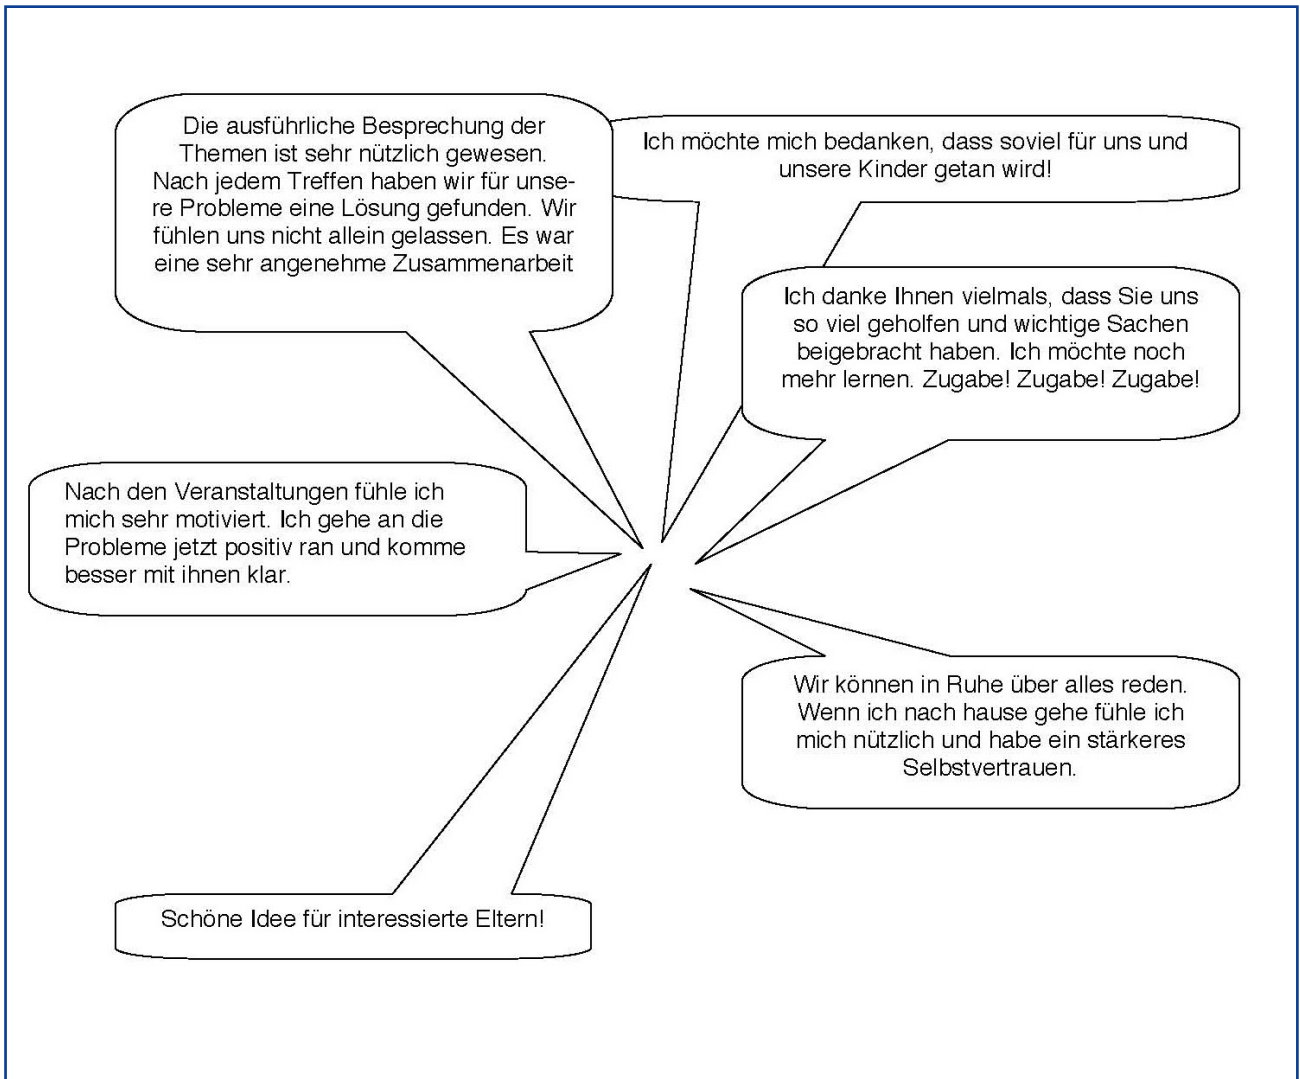 Die ausführliche Besprechung der
Themen ist sehr nützlich gewesen.
Nach jedem Treffen haben wir für unse-
re Probleme eine Lösung gefunden. Wir
fühlen uns nicht allein gelassen. Es war
eine sehr angenehme Zusammenarbeit
Ich möchte mich bedanken, dass soviel für uns und
unsere Kinder getan wird!
Ich danke Ihnen vielmals, dass Sie uns
so viel geholfen und wichtige Sachen
beigebracht haben. Ich möchte noch
mehr lernen. Zugabe! Zugabe! Zugabe!
Nach den Veranstaltungen fühle ich
mich sehr motiviert. Ich gehe an die
Probleme jetzt positiv ran und komme
besser mit ihnen klar.
Wir können in Ruhe über alles reden.
Wenn ich nach hause gehe fühle ich
mich nützlich und habe ein stärkeres
Selbstvertrauen.
Schöne Idee für interessierte Eltern!